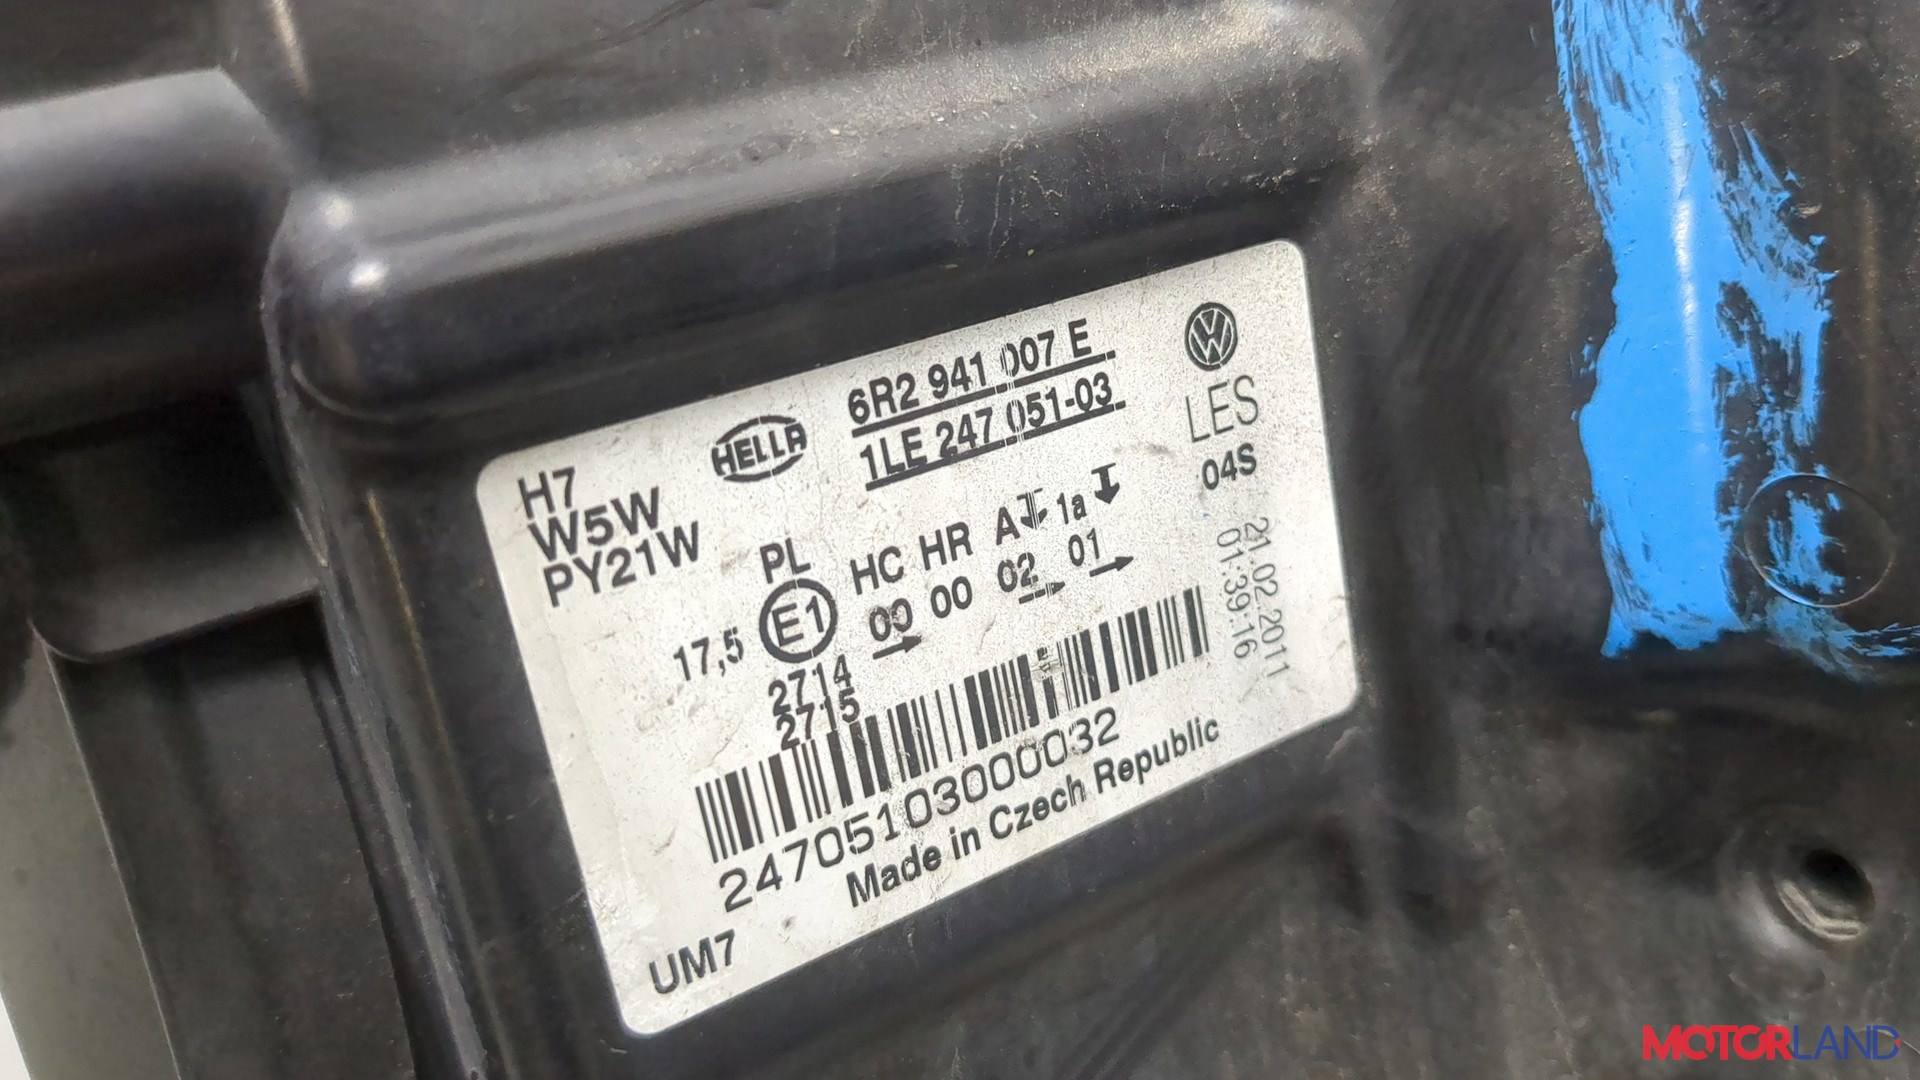 6R2 941 007 E
1LE 247 051-03
HELLA
LES
04S
H7
W5W
PY21W
PL
HC HR A 1a
17,5 E1 00 00 02 01
2714
2715
21.02.2011
01:39:16
2470510300032
Made in Czech Republic
UM7
MOTORLAND